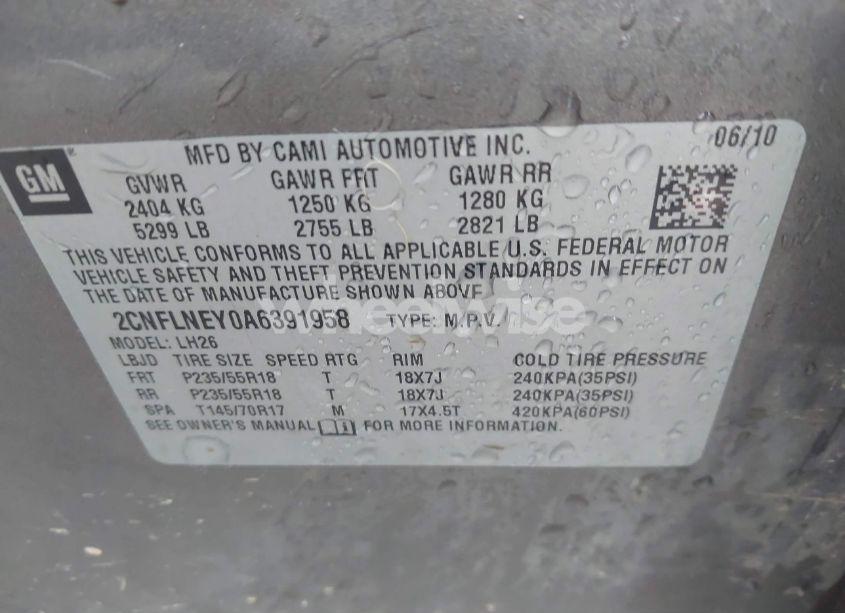 GM
MFD BY CAMI AUTOMOTIVE INC.
06/10
GVWR GAWR FRT GAWR RR
2404 KG 1250 KG 1280 KG
5299 LB 2755 LB 2821 LB
THIS VEHICLE CONFORMS TO ALL APPLICABLE U.S. FEDERAL MOTOR
VEHICLE SAFETY AND THEFT PREVENTION STANDARDS IN EFFECT ON
THE DATE OF MANUFACTURE SHOWN ABOVE
2CNFLNEY0A6391958 TYPE: M.P.V.
MODEL: LH26
LBJD TIRE SIZE SPEED RTG RIM COLD TIRE PRESSURE
FRT P235/55R18 T 18X7J 240KPA(35PSI)
RR P235/55R18 T 18X7J 240KPA(35PSI)
SPA T145/70R17 M 17X4.5T 420KPA(60PSI)
SEE OWNER'S MANUAL FOR MORE INFORMATION.